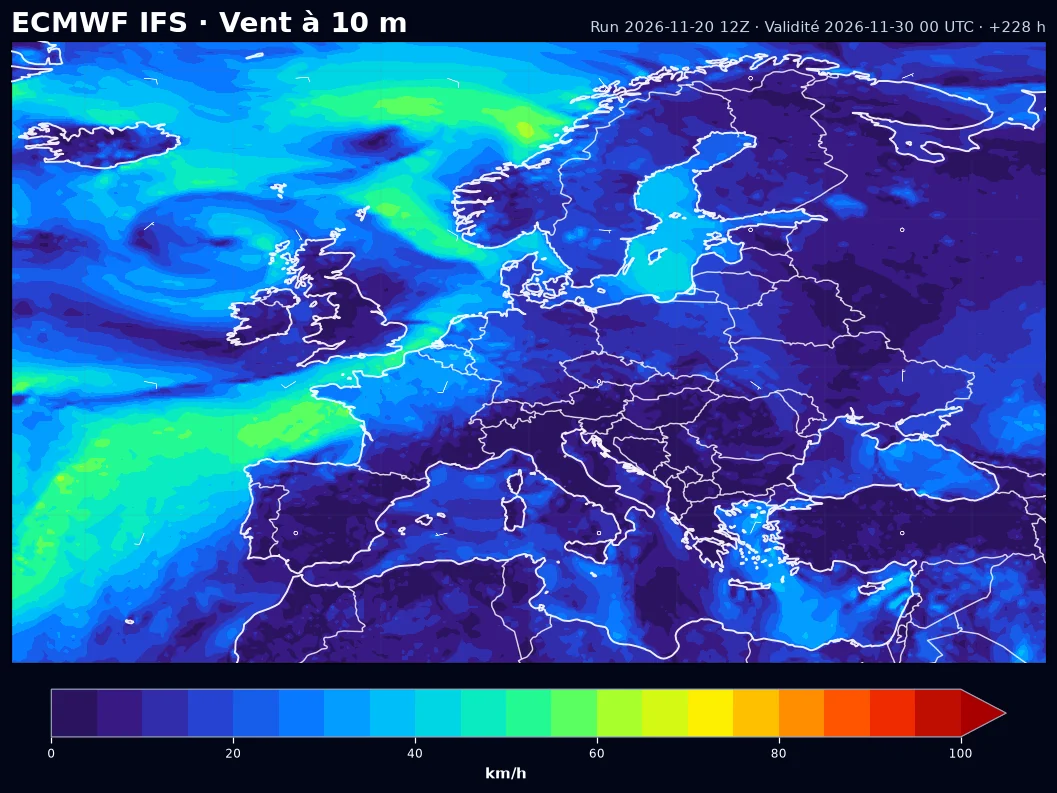 ECMWF IFS · Vent à 10 m
Run 2026-11-20 12Z · Validité 2026-11-30 00 UTC · +228 h
0 20 40 60 80 100
km/h